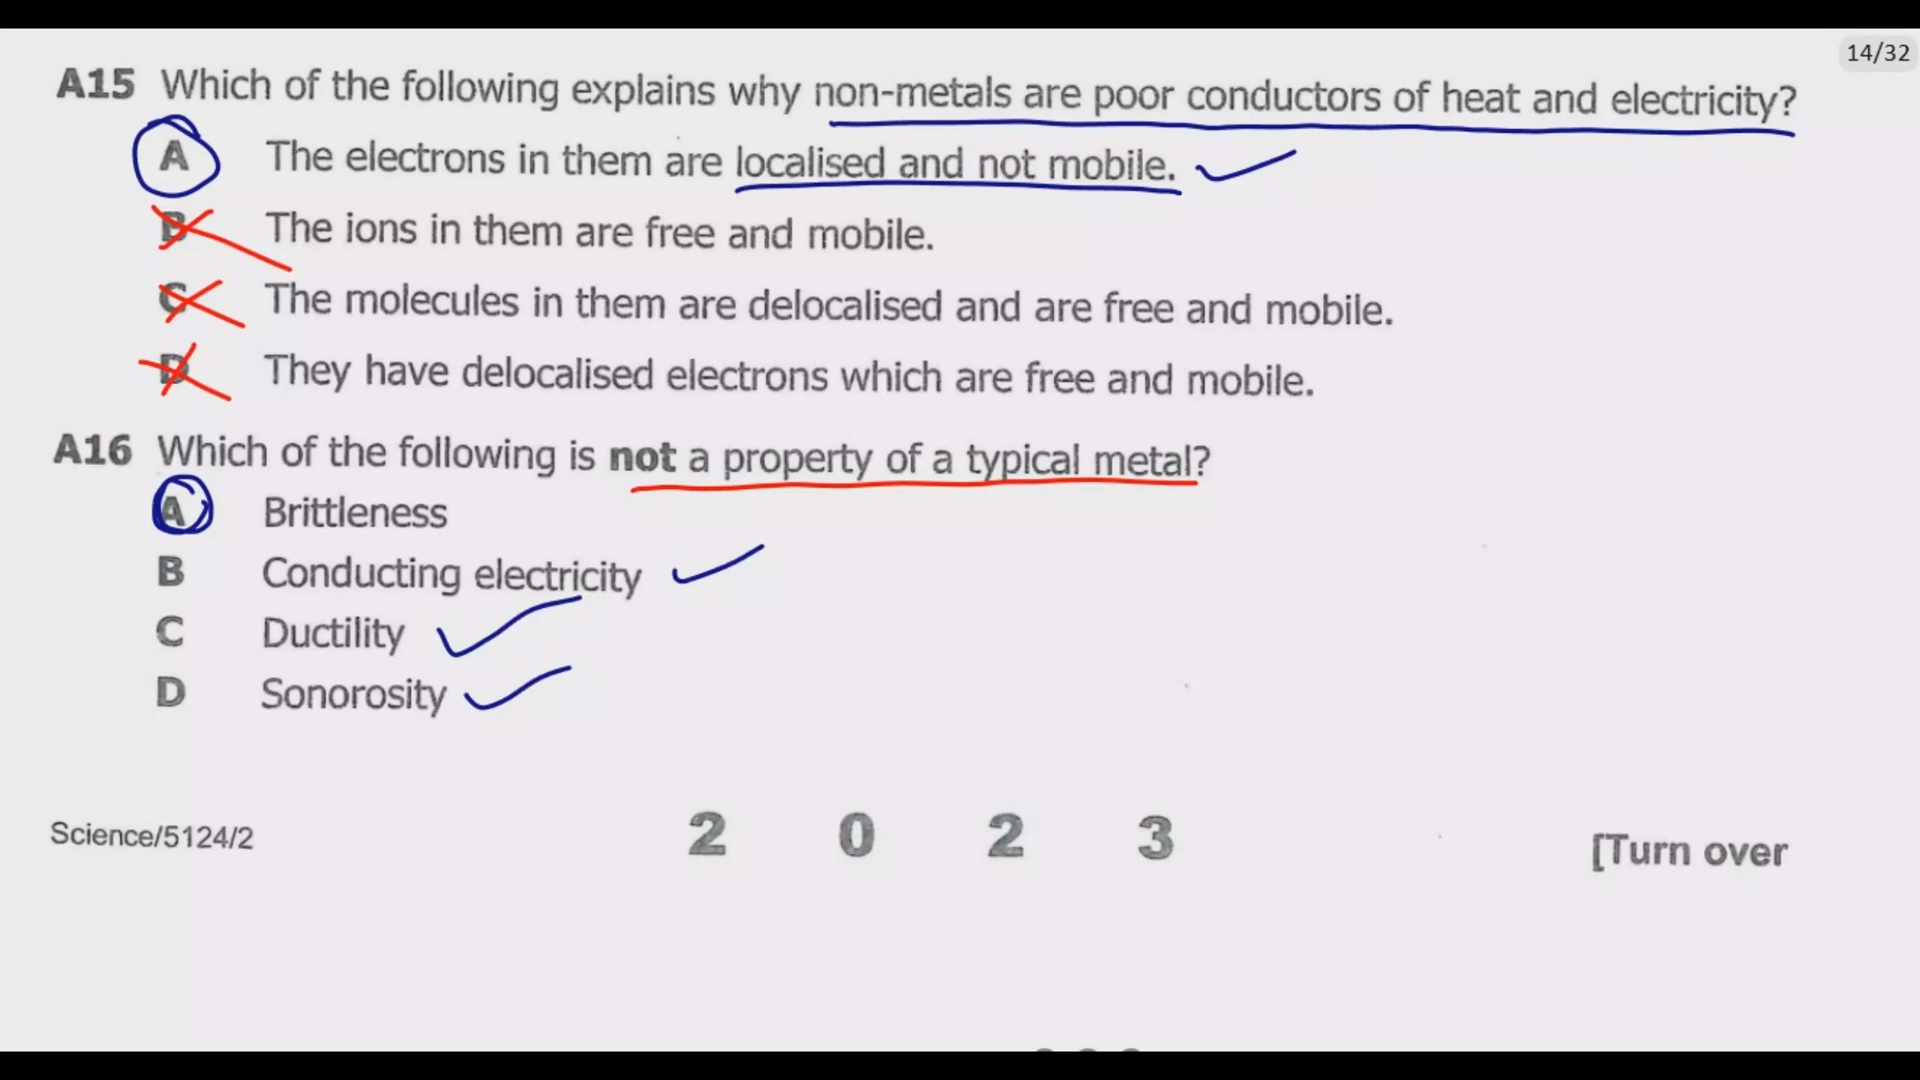 14/32
A15 Which of the following explains why non-metals are poor conductors of heat and electricity?
A The electrons in them are localised and not mobile.
B The ions in them are free and mobile.
C The molecules in them are delocalised and are free and mobile.
D They have delocalised electrons which are free and mobile.
A16 Which of the following is not a property of a typical metal?
A Brittleness
B Conducting electricity
C Ductility
D Sonorosity
Science/5124/2 2 0 2 3 [Turn over